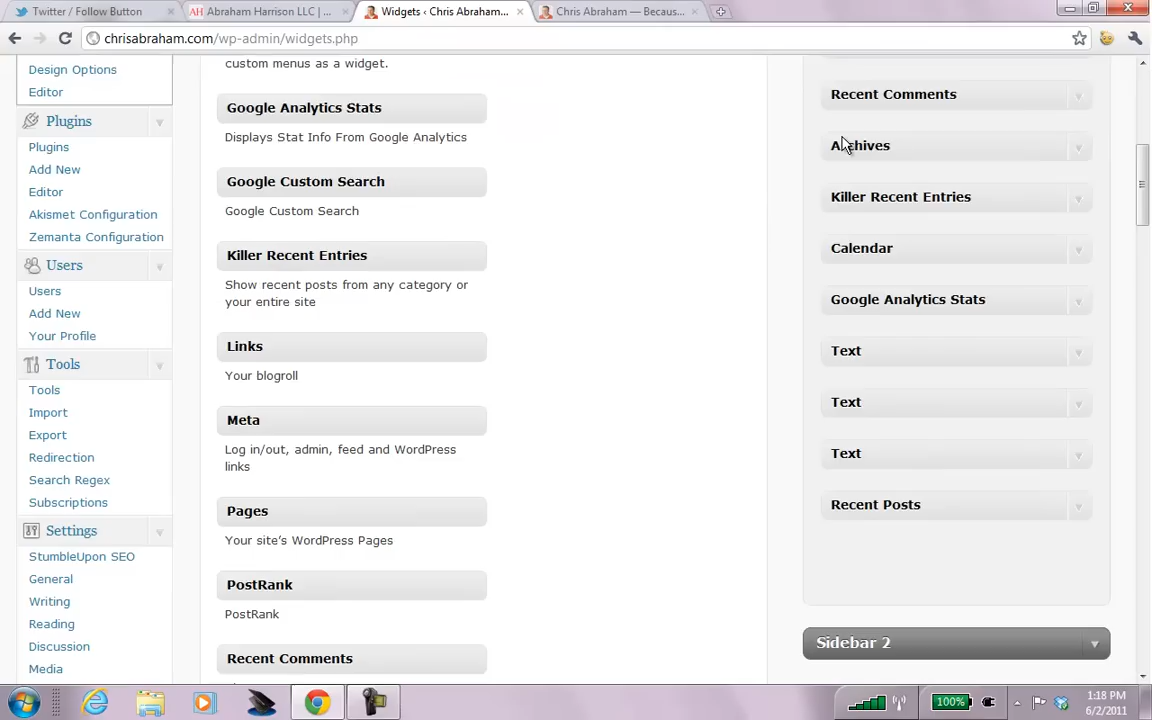 Twitter / Follow Button
Abraham Harrison LLC | ...
Widgets ‹ Chris Abraham...
Chris Abraham — Becaus...
chrisabraham.com/wp-admin/widgets.php
Design Options
Editor
Plugins
Plugins
Add New
Editor
Akismet Configuration
Zemanta Configuration
Users
Users
Add New
Your Profile
Tools
Tools
Import
Export
Redirection
Search Regex
Subscriptions
Settings
StumbleUpon SEO
General
Writing
Reading
Discussion
Media
custom menus as a widget.
Google Analytics Stats
Displays Stat Info From Google Analytics
Google Custom Search
Google Custom Search
Killer Recent Entries
Show recent posts from any category or
your entire site
Links
Your blogroll
Meta
Log in/out, admin, feed and WordPress
links
Pages
Your site's WordPress Pages
PostRank
PostRank
Recent Comments
Recent Comments
Archives
Killer Recent Entries
Calendar
Google Analytics Stats
Text
Text
Text
Recent Posts
Sidebar 2
100%
1:18 PM
6/2/2011